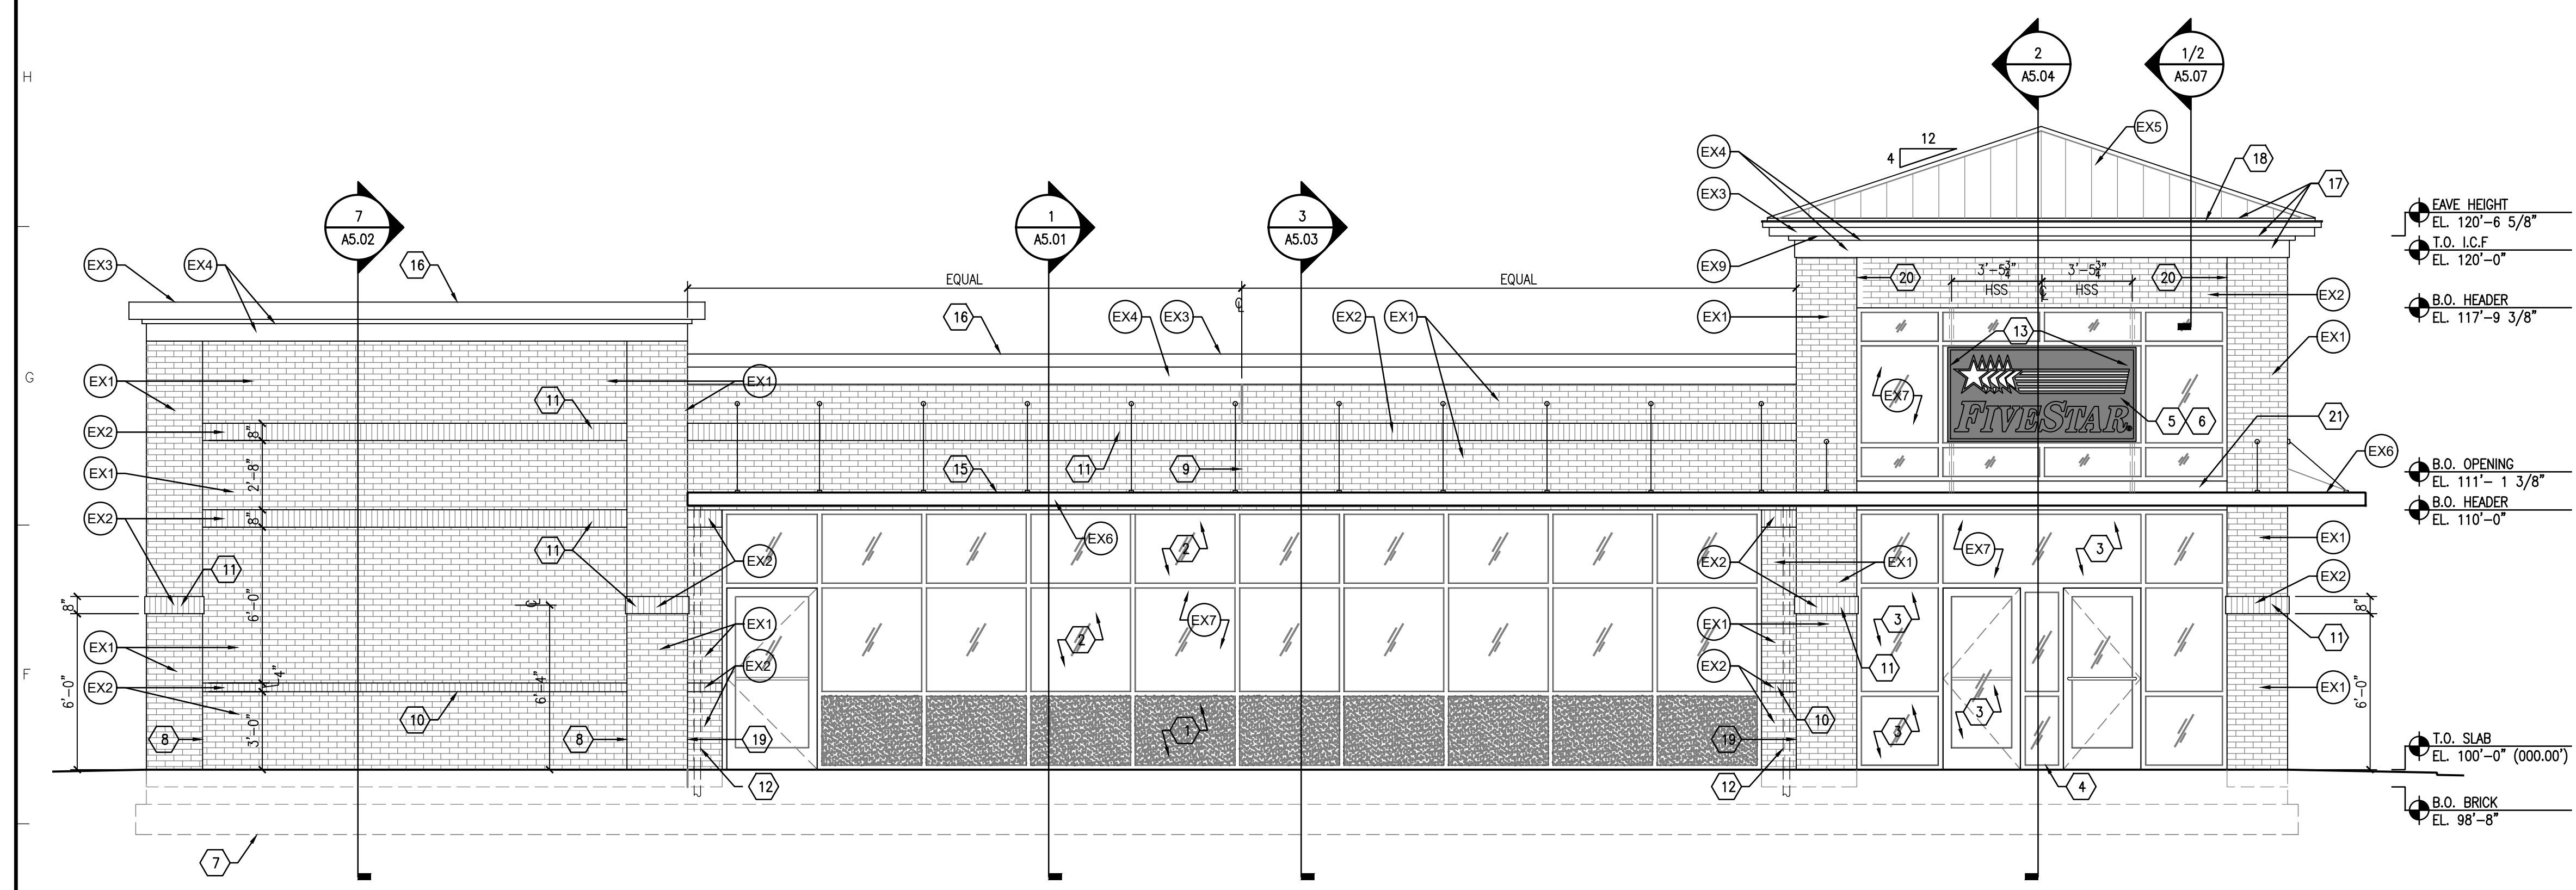 H
G
F
2
A5.04
1/2
A5.07
7
A5.02
1
A5.01
3
A5.03
12
4
EX5
18
17
EX4
EX3
EX9
EX1
EX3
EX4
16
EQUAL
EQUAL
℄
16
EX4
EX3
EX2
EX1
20
3'-5¾"
HSS
℄
3'-5¾"
HSS
20
EX2
EX1
13
EX7
FIVESTAR
5
6
21
EX6
EAVE HEIGHT
EL. 120'-6 5/8"
T.O. I.C.F
EL. 120'-0"
B.O. HEADER
EL. 117'-9 3/8"
B.O. OPENING
EL. 111'- 1 3/8"
B.O. HEADER
EL. 110'-0"
T.O. SLAB
EL. 100'-0" (000.00')
B.O. BRICK
EL. 98'-8"
EX1
EX1
11
EX2
8"
EX1
2'-8"
15
11
9
EX2
8"
11
EX2
EX6
2
EX2
EX1
EX7
3
EX1
EX2
11
8"
11
℄
8"
6'-0"
EX1
EX2
6'-0"
4"
3'-0"
10
6'-4"
8
8
EX1
EX2
19
12
2
EX7
1
EX1
EX2
10
19
12
11
3
3
3
4
EX1
6'-0"
7